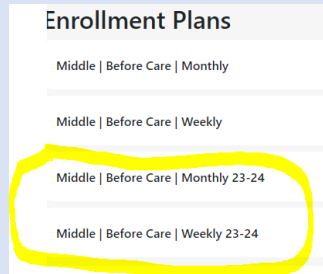 Enrollment Plans
Middle | Before Care | Monthly
Middle | Before Care | Weekly
Middle | Before Care | Monthly 23-24
Middle | Before Care | Weekly 23-24